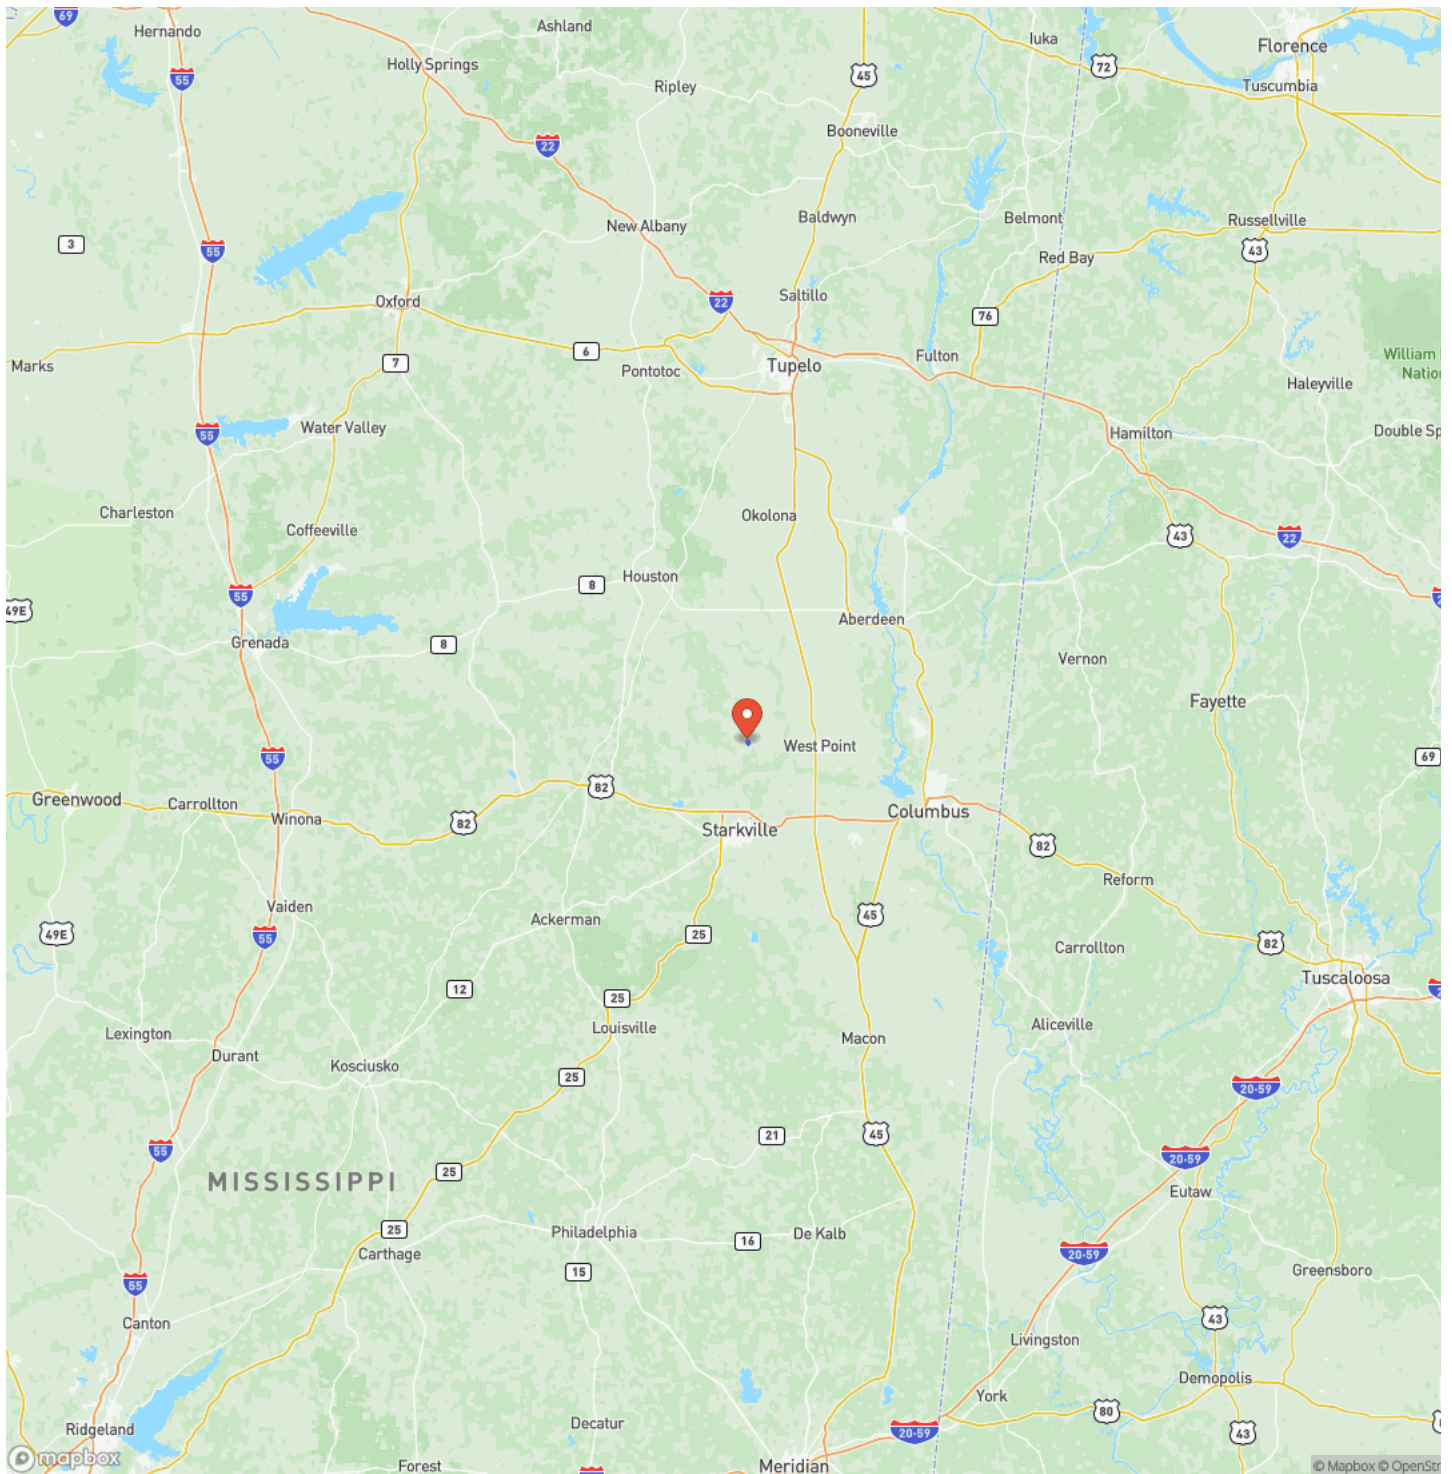 69
Hernando
Ashland
Iuka
Florence
Holly Springs
55
72
45
Ripley
Tuscumbia
Booneville
22
Baldwyn
Belmont
Russellville
New Albany
3
55
43
Red Bay
Oxford
22
Saltillo
76
6
Fulton
William
Nation
Marks
7
Pontotoc
Tupelo
Haleyville
Water Valley
55
Hamilton
Double Sp
Charleston
Okolona
Coffeeville
43
22
Houston
8
55
2
49E
Aberdeen
Grenada
8
Vernon
Fayette
55
West Point
69
82
Greenwood
Carrollton
82
Winona
Columbus
Starkville
82
Reform
Vaiden
Ackerman
45
49E
55
25
82
Carrollton
Tuscaloosa
12
25
2
Louisville
Aliceville
Lexington
Macon
Durant
Kosciusko
25
20-59
21
45
55
20-59
25
MISSISSIPPI
Eutaw
25
Philadelphia
16
De Kalb
Carthage
20-59
15
Greensboro
55
Canton
43
Livingston
Demopolis
York
80
Ridgeland
Decatur
20-59
43
mapbox
Forest
Meridian
© Mapbox © OpenStr